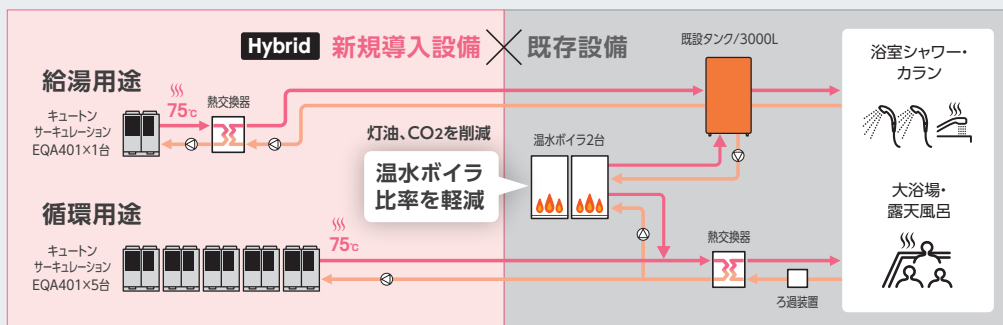 Hybrid 新規導入設備×既存設備
給湯用途
キュートン
サーキュレーション
EQA401×1台
75℃
熱交換器
既設タンク/3000L
浴室シャワー・
カラン
灯油、CO2を削減
温水ボイラ
比率を軽減
温水ボイラ2台
循環用途
キュートン
サーキュレーション
EQA401×5台
75℃
熱交換器
ろ過装置
大浴場・
露天風呂